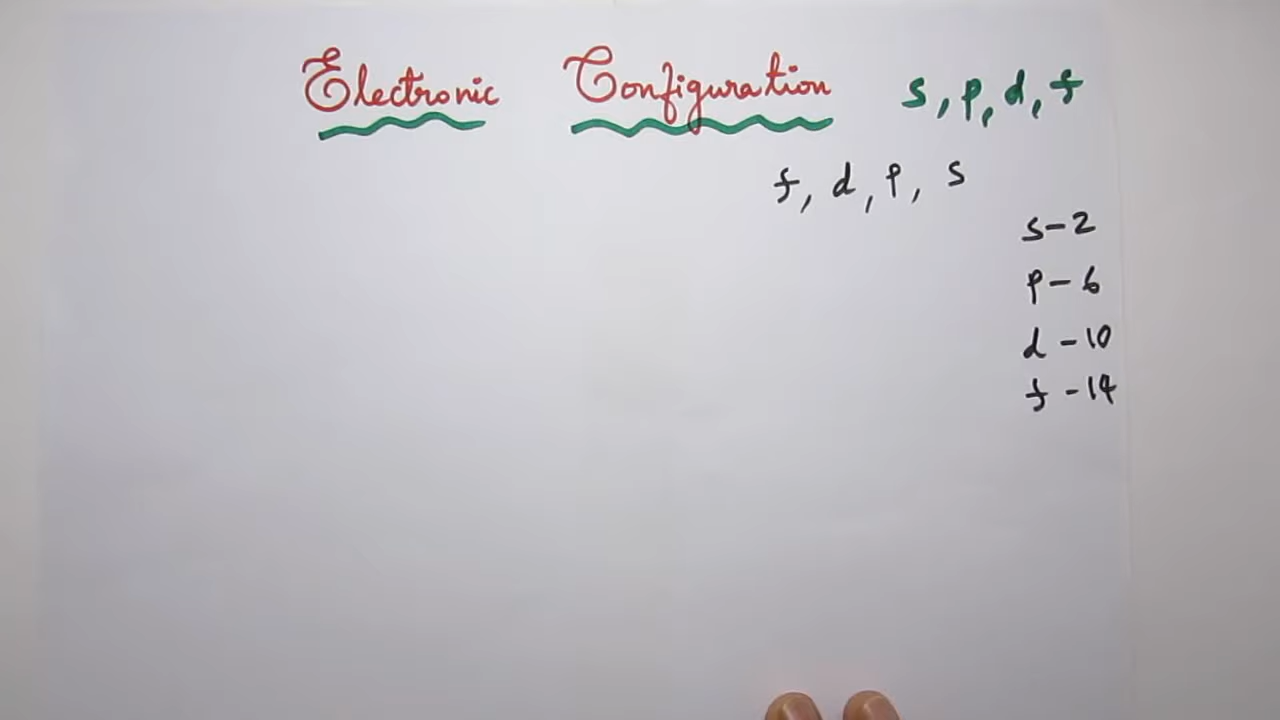 Electronic Configuration s, p, d, f
f, d, p, s
s-2
p-6
d-10
f-14